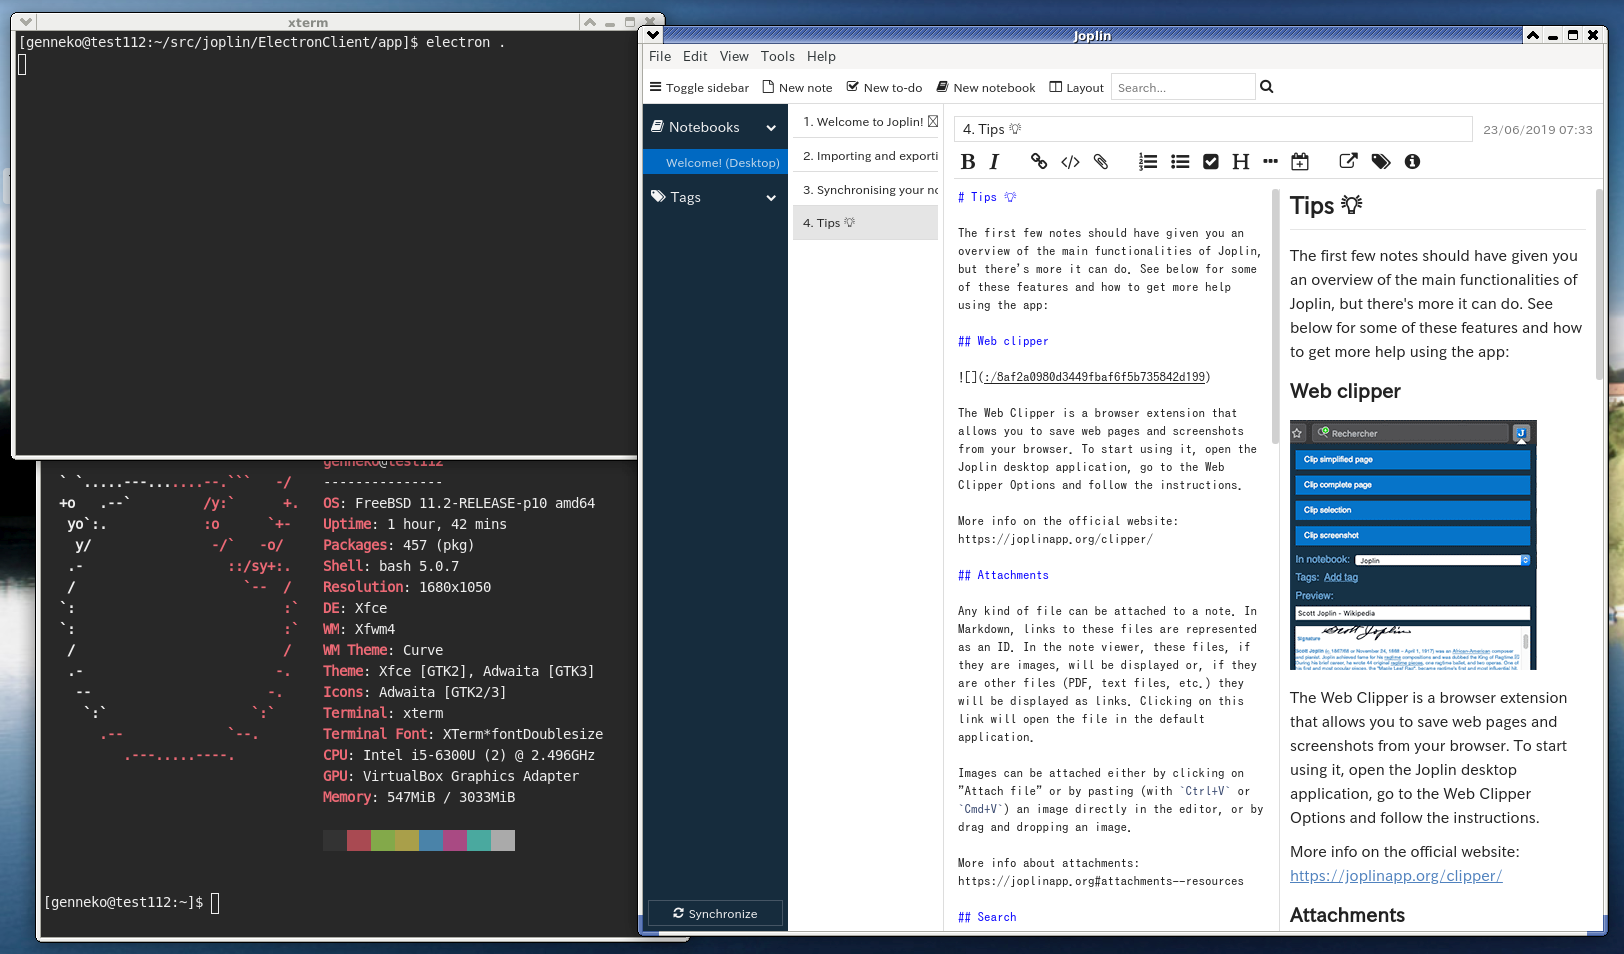 xterm
[genneko@test112:~/src/joplin/ElectronClient/app]$ electron .
genneko@test112
---------------
OS: FreeBSD 11.2-RELEASE-p10 amd64
Uptime: 1 hour, 42 mins
Packages: 457 (pkg)
Shell: bash 5.0.7
Resolution: 1680x1050
DE: Xfce
WM: Xfwm4
WM Theme: Curve
Theme: Xfce [GTK2], Adwaita [GTK3]
Icons: Adwaita [GTK2/3]
Terminal: xterm
Terminal Font: XTerm*fontDoublesize
CPU: Intel i5-6300U (2) @ 2.496GHz
GPU: VirtualBox Graphics Adapter
Memory: 547MiB / 3033MiB
[genneko@test112:~]$
Joplin
File Edit View Tools Help
Toggle sidebar New note New to-do New notebook Layout Search...
Notebooks
Welcome! (Desktop)
Tags
Synchronize
1. Welcome to Joplin!
2. Importing and exporti
3. Synchronising your no
4. Tips
4. Tips 23/06/2019 07:33
# Tips
The first few notes should have given you an
overview of the main functionalities of Joplin,
but there's more it can do. See below for some
of these features and how to get more help
using the app:
## Web clipper
![](:/8af2a0980d3449fbaf6f5b735842d199)
The Web Clipper is a browser extension that
allows you to save web pages and screenshots
from your browser. To start using it, open the
Joplin desktop application, go to the Web
Clipper Options and follow the instructions.
More info on the official website:
https://joplinapp.org/clipper/
## Attachments
Any kind of file can be attached to a note. In
Markdown, links to these files are represented
as an ID. In the note viewer, these files, if
they are images, will be displayed or, if they
are other files (PDF, text files, etc.) they
will be displayed as links. Clicking on this
link will open the file in the default
application.
Images can be attached either by clicking on
"Attach file" or by pasting (with `Ctrl+V` or
`Cmd+V`) an image directly in the editor, or by
drag and dropping an image.
More info about attachments:
https://joplinapp.org#attachments--resources
## Search
Tips
The first few notes should have given you
an overview of the main functionalities of
Joplin, but there's more it can do. See
below for some of these features and how
to get more help using the app:
Web clipper
Rechercher
Clip simplified page
Clip complete page
Clip selection
Clip screenshot
In notebook: Joplin
Tags: Add tag
Preview:
Scott Joplin - Wikipedia
Scott Joplin
Signature
The Web Clipper is a browser extension
that allows you to save web pages and
screenshots from your browser. To start
using it, open the Joplin desktop
application, go to the Web Clipper
Options and follow the instructions.
More info on the official website:
https://joplinapp.org/clipper/
Attachments